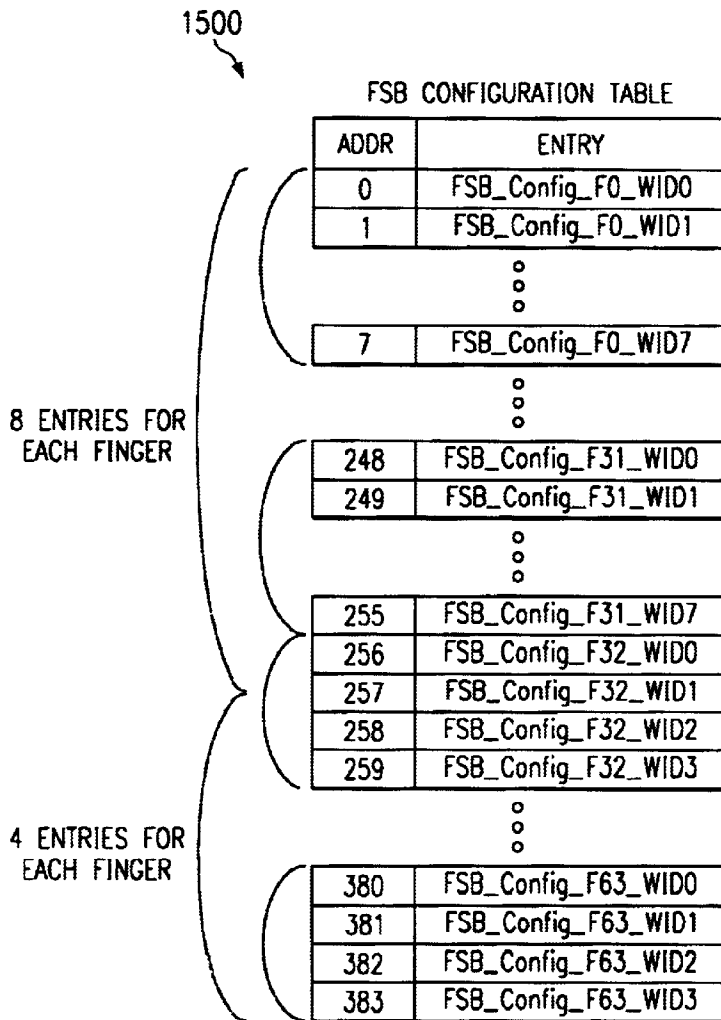 1500
FSB CONFIGURATION TABLE
ADDR ENTRY
0 FSB_Config_F0_WID0
1 FSB_Config_F0_WID1
7 FSB_Config_F0_WID7
8 ENTRIES FOR
EACH FINGER
248 FSB_Config_F31_WID0
249 FSB_Config_F31_WID1
255 FSB_Config_F31_WID7
256 FSB_Config_F32_WID0
257 FSB_Config_F32_WID1
258 FSB_Config_F32_WID2
259 FSB_Config_F32_WID3
4 ENTRIES FOR
EACH FINGER
380 FSB_Config_F63_WID0
381 FSB_Config_F63_WID1
382 FSB_Config_F63_WID2
383 FSB_Config_F63_WID3